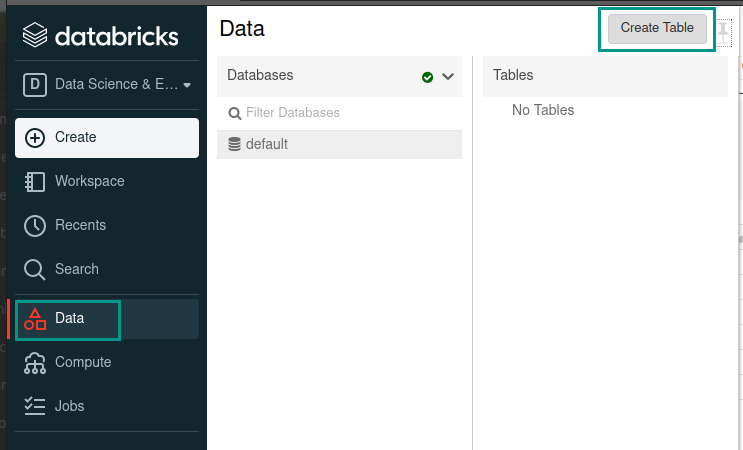 databricks
D Data Science & E...
Create
Workspace
Recents
Search
Data
Compute
Jobs
Data
Create Table
Databases
Filter Databases
default
Tables
No Tables